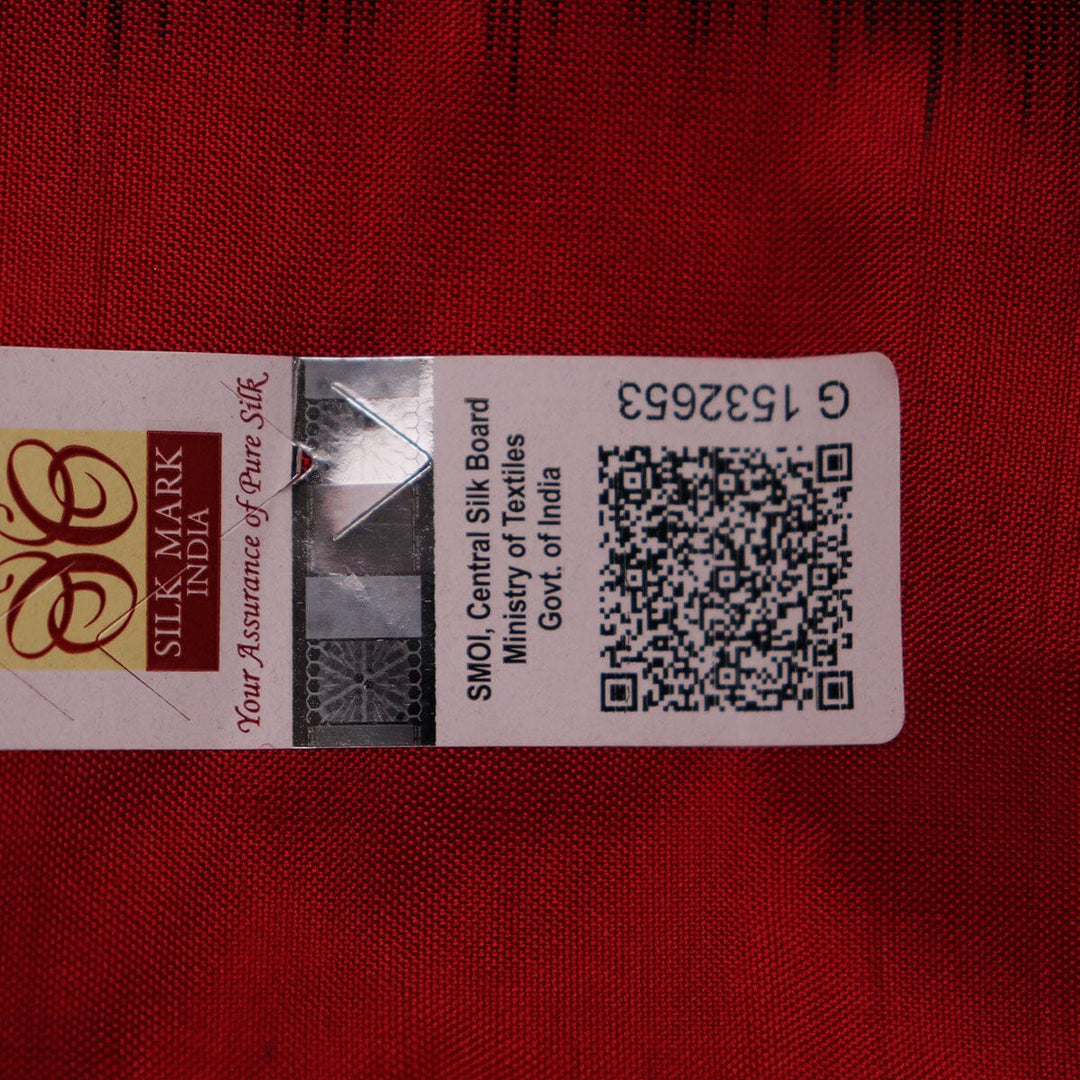 SILK MARK
INDIA
Your Assurance of Pure Silk
SMOI, Central Silk Board
Ministry of Textiles
Govt. of India
G 1532653